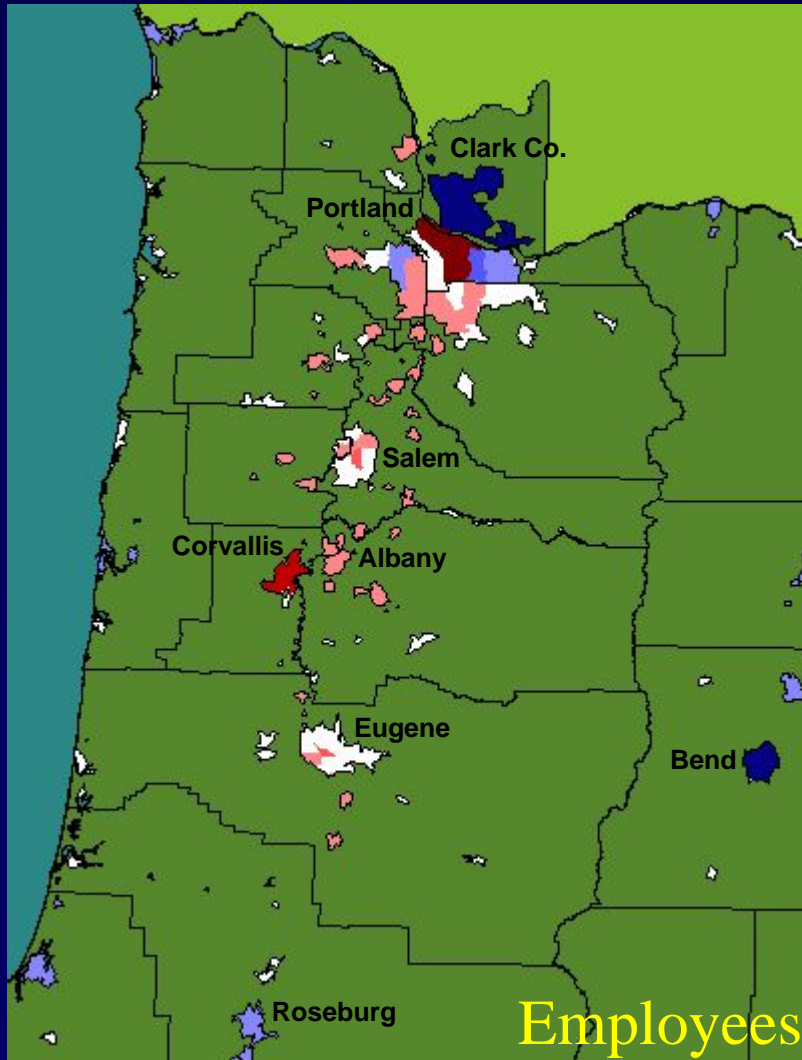 Clark Co.
Portland
Salem
Corvallis
Albany
Eugene
Bend
Roseburg
Employees